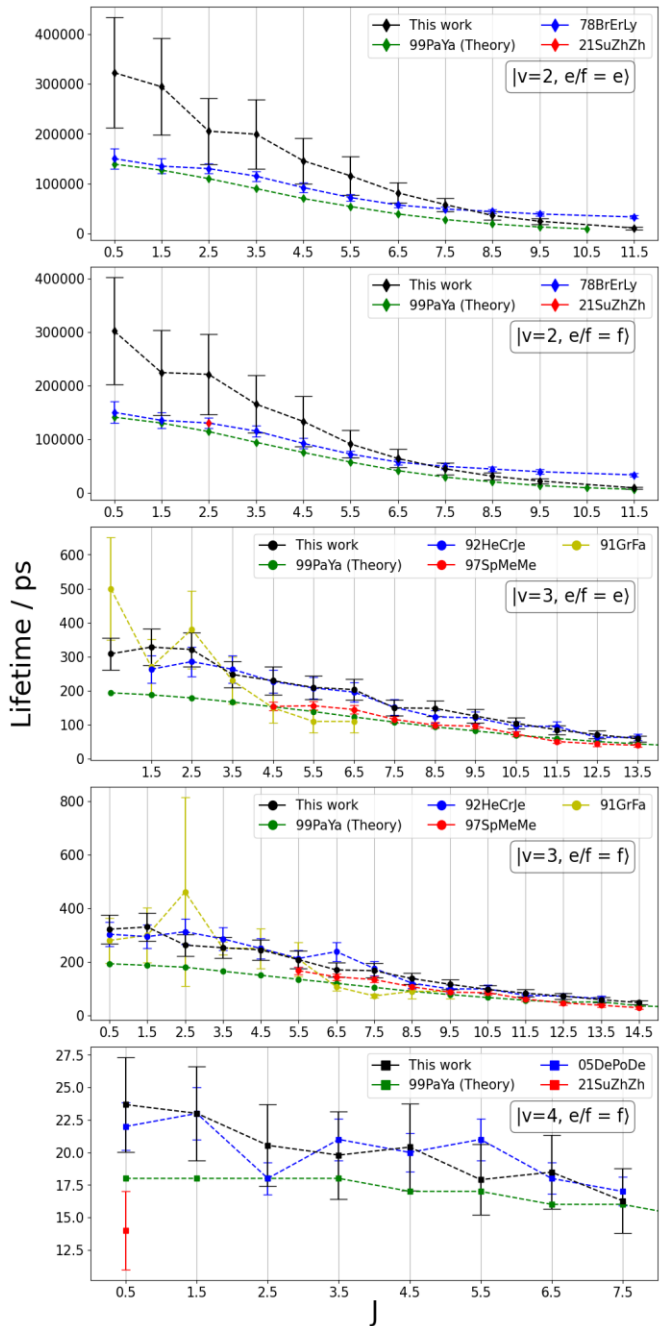 This work
99PaYa (Theory)
78BrErLy
21SuZhZh
|v=2, e/f = e⟩
400000
300000
200000
100000
0
0.5 1.5 2.5 3.5 4.5 5.5 6.5 7.5 8.5 9.5 10.5 11.5
This work
99PaYa (Theory)
78BrErLy
21SuZhZh
|v=2, e/f = f⟩
400000
300000
200000
100000
0
0.5 1.5 2.5 3.5 4.5 5.5 6.5 7.5 8.5 9.5 10.5 11.5
Lifetime / ps
This work
99PaYa (Theory)
92HeCrJe
97SpMeMe
91GrFa
|v=3, e/f = e⟩
600
500
400
300
200
100
0
1.5 2.5 3.5 4.5 5.5 6.5 7.5 8.5 9.5 10.5 11.5 12.5 13.5
This work
99PaYa (Theory)
92HeCrJe
97SpMeMe
91GrFa
|v=3, e/f = f⟩
800
600
400
200
0
0.5 1.5 2.5 3.5 4.5 5.5 6.5 7.5 8.5 9.5 10.5 11.5 12.5 13.5 14.5
This work
99PaYa (Theory)
05DePoDe
21SuZhZh
|v=4, e/f = f⟩
27.5
25.0
22.5
20.0
17.5
15.0
12.5
0.5 1.5 2.5 3.5 4.5 5.5 6.5 7.5
J